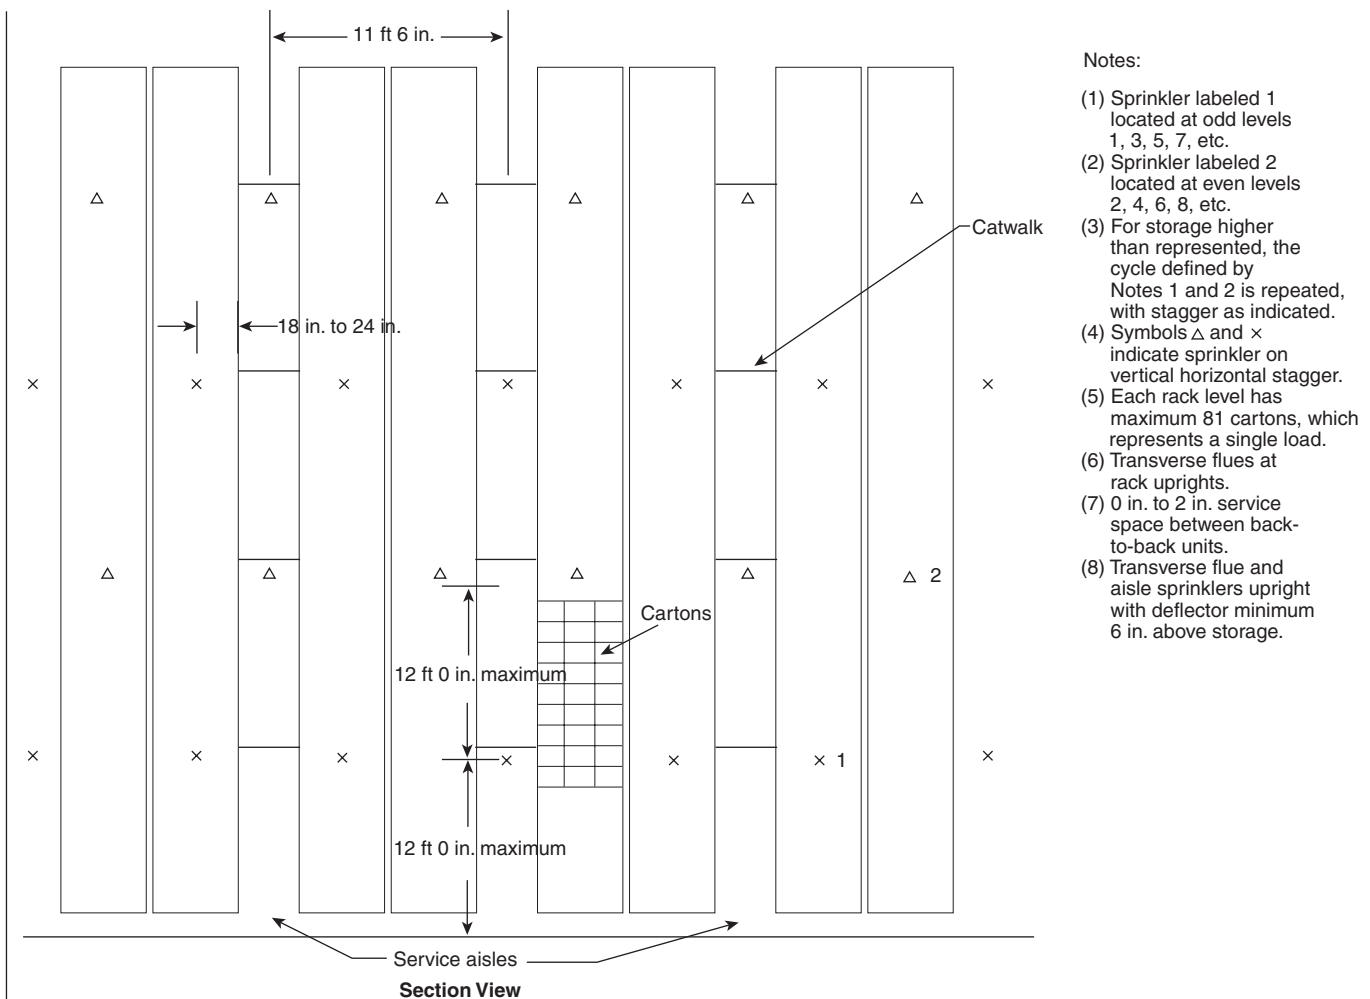 11 ft 6 in.
Catwalk
18 in. to 24 in.
2
Cartons
12 ft 0 in. maximum
1
12 ft 0 in. maximum
Service aisles
Section View
Notes:
(1) Sprinkler labeled 1
located at odd levels
1, 3, 5, 7, etc.
(2) Sprinkler labeled 2
located at even levels
2, 4, 6, 8, etc.
(3) For storage higher
than represented, the
cycle defined by
Notes 1 and 2 is repeated,
with stagger as indicated.
(4) Symbols △ and ×
indicate sprinkler on
vertical horizontal stagger.
(5) Each rack level has
maximum 81 cartons, which
represents a single load.
(6) Transverse flues at
rack uprights.
(7) 0 in. to 2 in. service
space between back-
to-back units.
(8) Transverse flue and
aisle sprinklers upright
with deflector minimum
6 in. above storage.